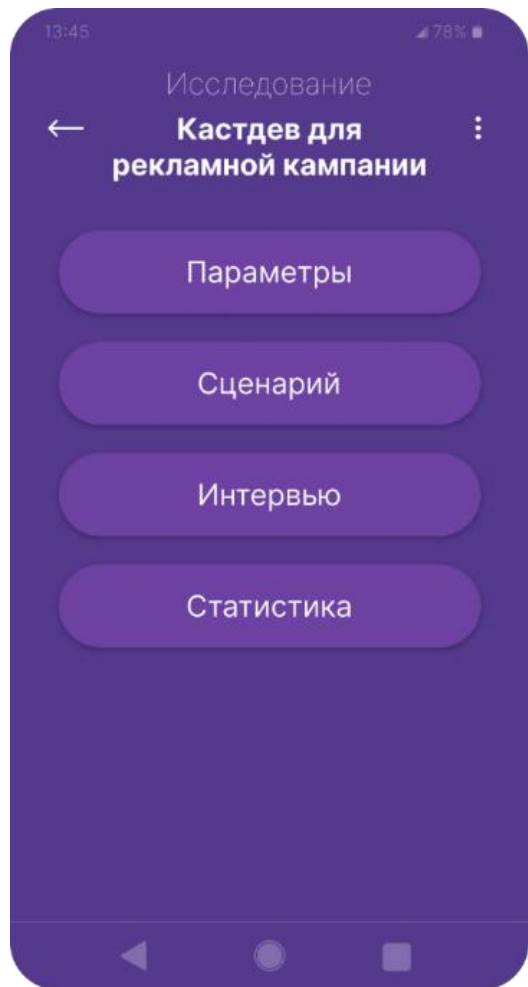 13:45 78%
Исследование
Кастдев для
рекламной кампании
Параметры
Сценарий
Интервью
Статистика